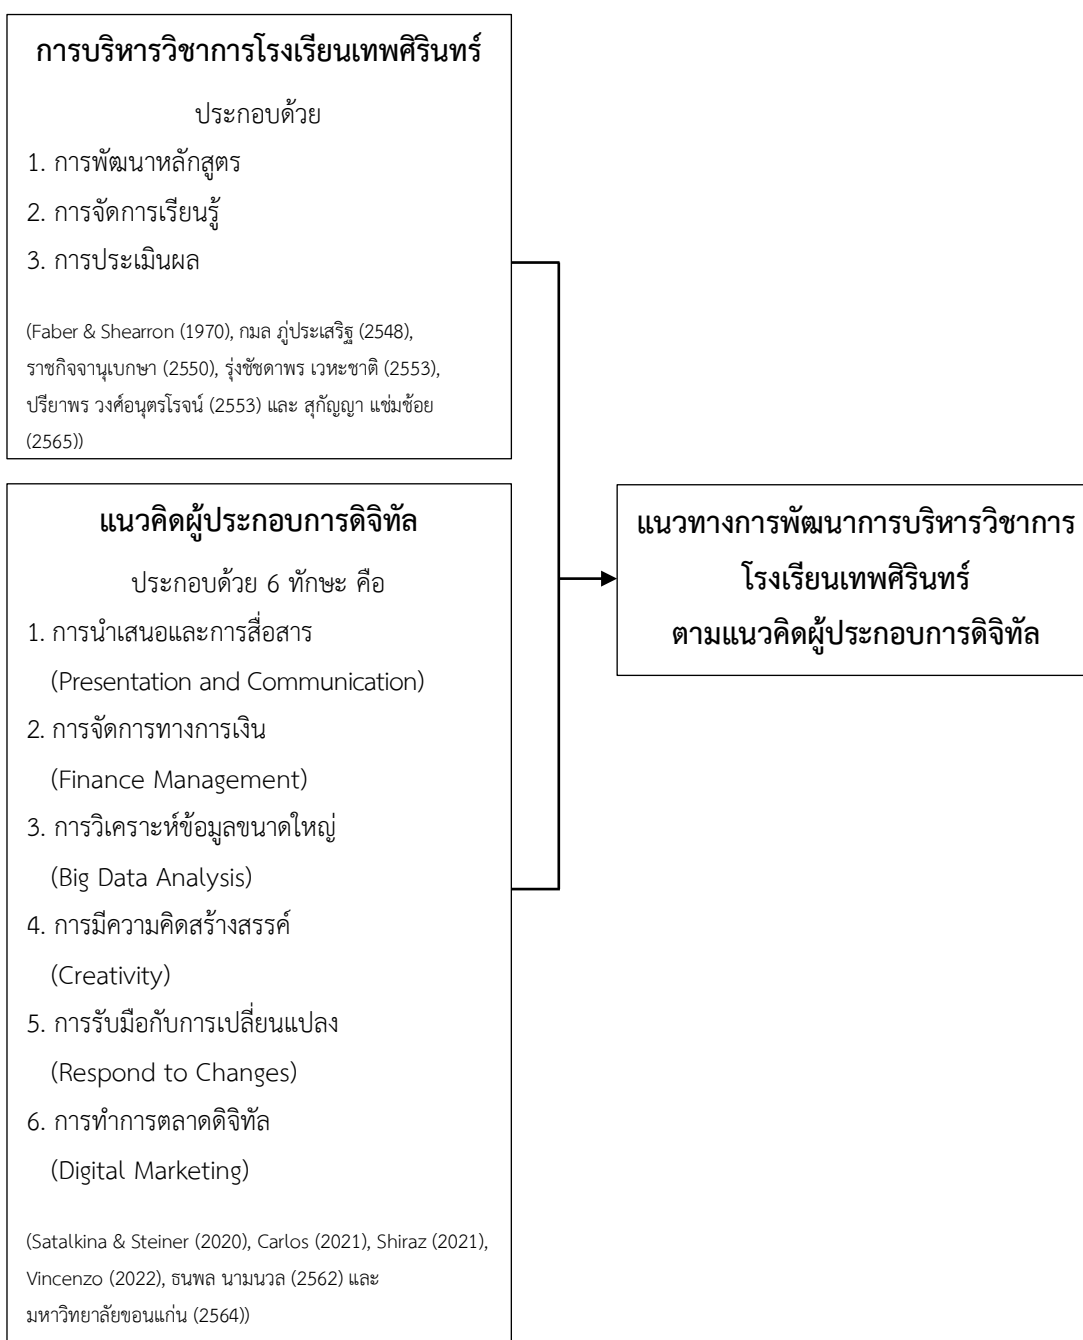 การบริหารวิชาการโรงเรียนเทพศิรินทร์
ประกอบด้วย
1. การพัฒนาหลักสูตร
2. การจัดการเรียนรู้
3. การประเมินผล
(Faber & Shearron (1970), กมล ภู่ประเสริฐ (2548),
ราชกิจจานุเบกษา (2550), รุ่งชัชดาพร เวหะชาติ (2553),
ปรียาพร วงศ์อนุตรโรจน์ (2553) และ สุกัญญา แช่มช้อย
(2565))
แนวคิดผู้ประกอบการดิจิทัล
ประกอบด้วย 6 ทักษะ คือ
1. การนำเสนอและการสื่อสาร
(Presentation and Communication)
2. การจัดการทางการเงิน
(Finance Management)
3. การวิเคราะห์ข้อมูลขนาดใหญ่
(Big Data Analysis)
4. การมีความคิดสร้างสรรค์
(Creativity)
5. การรับมือกับการเปลี่ยนแปลง
(Respond to Changes)
6. การทำการตลาดดิจิทัล
(Digital Marketing)
(Satalkina & Steiner (2020), Carlos (2021), Shiraz (2021),
Vincenzo (2022), ธนพล นามนวล (2562) และ
มหาวิทยาลัยขอนแก่น (2564))
แนวทางการพัฒนาการบริหารวิชาการ
โรงเรียนเทพศิรินทร์
ตามแนวคิดผู้ประกอบการดิจิทัล